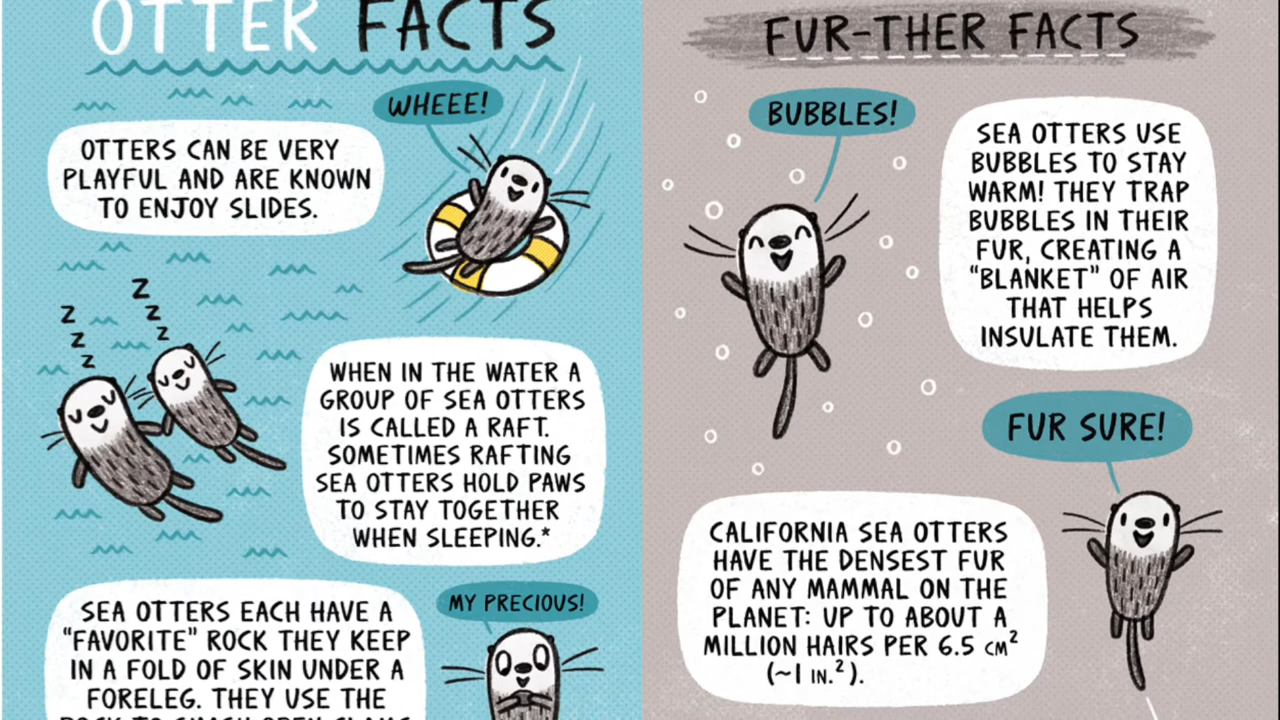 OTTER FACTS
WHEEE!
OTTERS CAN BE VERY
PLAYFUL AND ARE KNOWN
TO ENJOY SLIDES.
Z
Z
Z
Z
Z
Z
WHEN IN THE WATER A
GROUP OF SEA OTTERS
IS CALLED A RAFT.
SOMETIMES RAFTING
SEA OTTERS HOLD PAWS
TO STAY TOGETHER
WHEN SLEEPING.*
MY PRECIOUS!
SEA OTTERS EACH HAVE A
"FAVORITE" ROCK THEY KEEP
IN A FOLD OF SKIN UNDER A
FORELEG. THEY USE THE
ROCK TO SMASH OPEN CLAMS
FUR-THER FACTS
BUBBLES!
SEA OTTERS USE
BUBBLES TO STAY
WARM! THEY TRAP
BUBBLES IN THEIR
FUR, CREATING A
"BLANKET" OF AIR
THAT HELPS
INSULATE THEM.
FUR SURE!
CALIFORNIA SEA OTTERS
HAVE THE DENSEST FUR
OF ANY MAMMAL ON THE
PLANET: UP TO ABOUT A
MILLION HAIRS PER 6.5 CM²
(~1 IN.²).